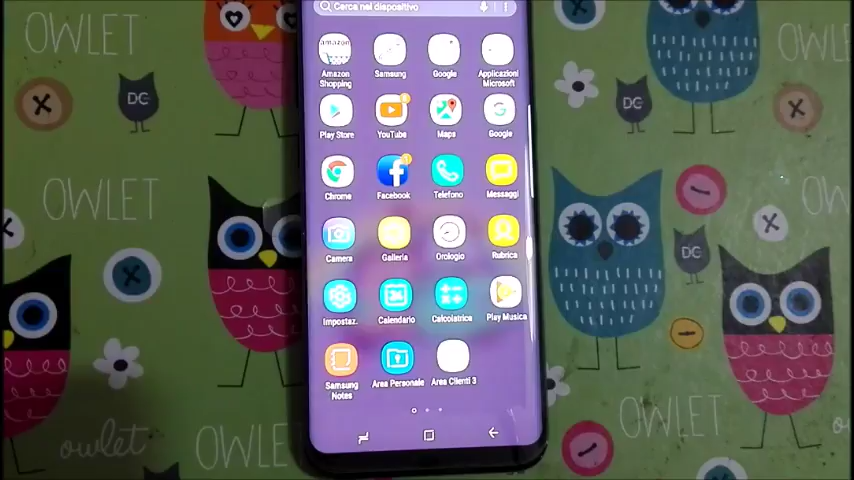 Cerca nel dispositivo
amazon
Amazon
Shopping
Samsung
Google
Applicazioni
Microsoft
Play Store
YouTube
Maps
Google
Chrome
Facebook
Telefono
Messaggi
Camera
Galleria
Orologio
Rubrica
Impostaz.
Calendario
Calcolatrice
Play Musica
Samsung
Notes
Area Personale
Area Clienti 3
OWLET
DC
OWLET
owlet
OWLET
OWLET
DC
OWLET
DC
OWLET